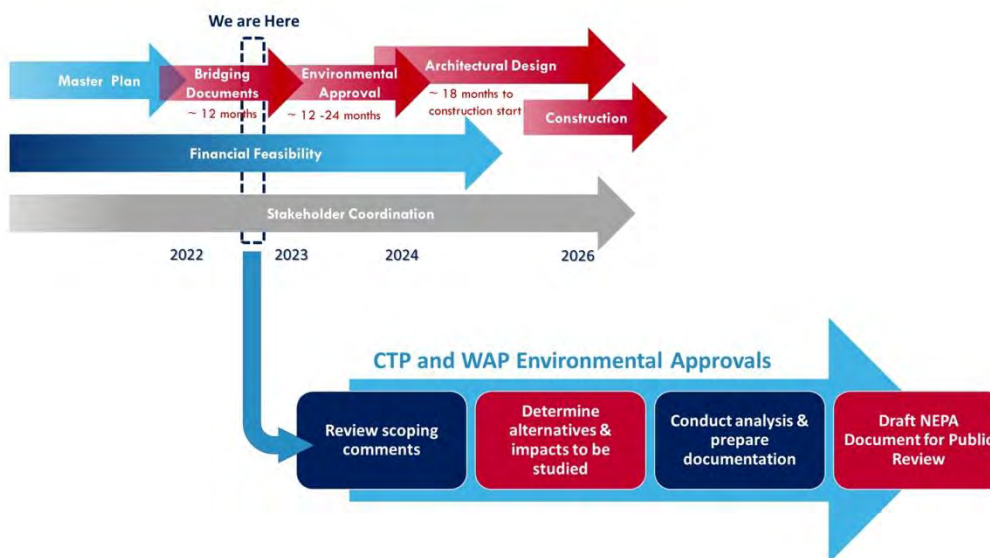 We are Here
Master Plan
Bridging
Documents
~ 12 months
Environmental
Approval
~ 12 -24 months
Architectural Design
~ 18 months to
construction start
Construction
Financial Feasibility
Stakeholder Coordination
2022
2023
2024
2026
CTP and WAP Environmental Approvals
Review scoping
comments
Determine
alternatives &
impacts to be
studied
Conduct analysis &
prepare
documentation
Draft NEPA
Document for Public
Review